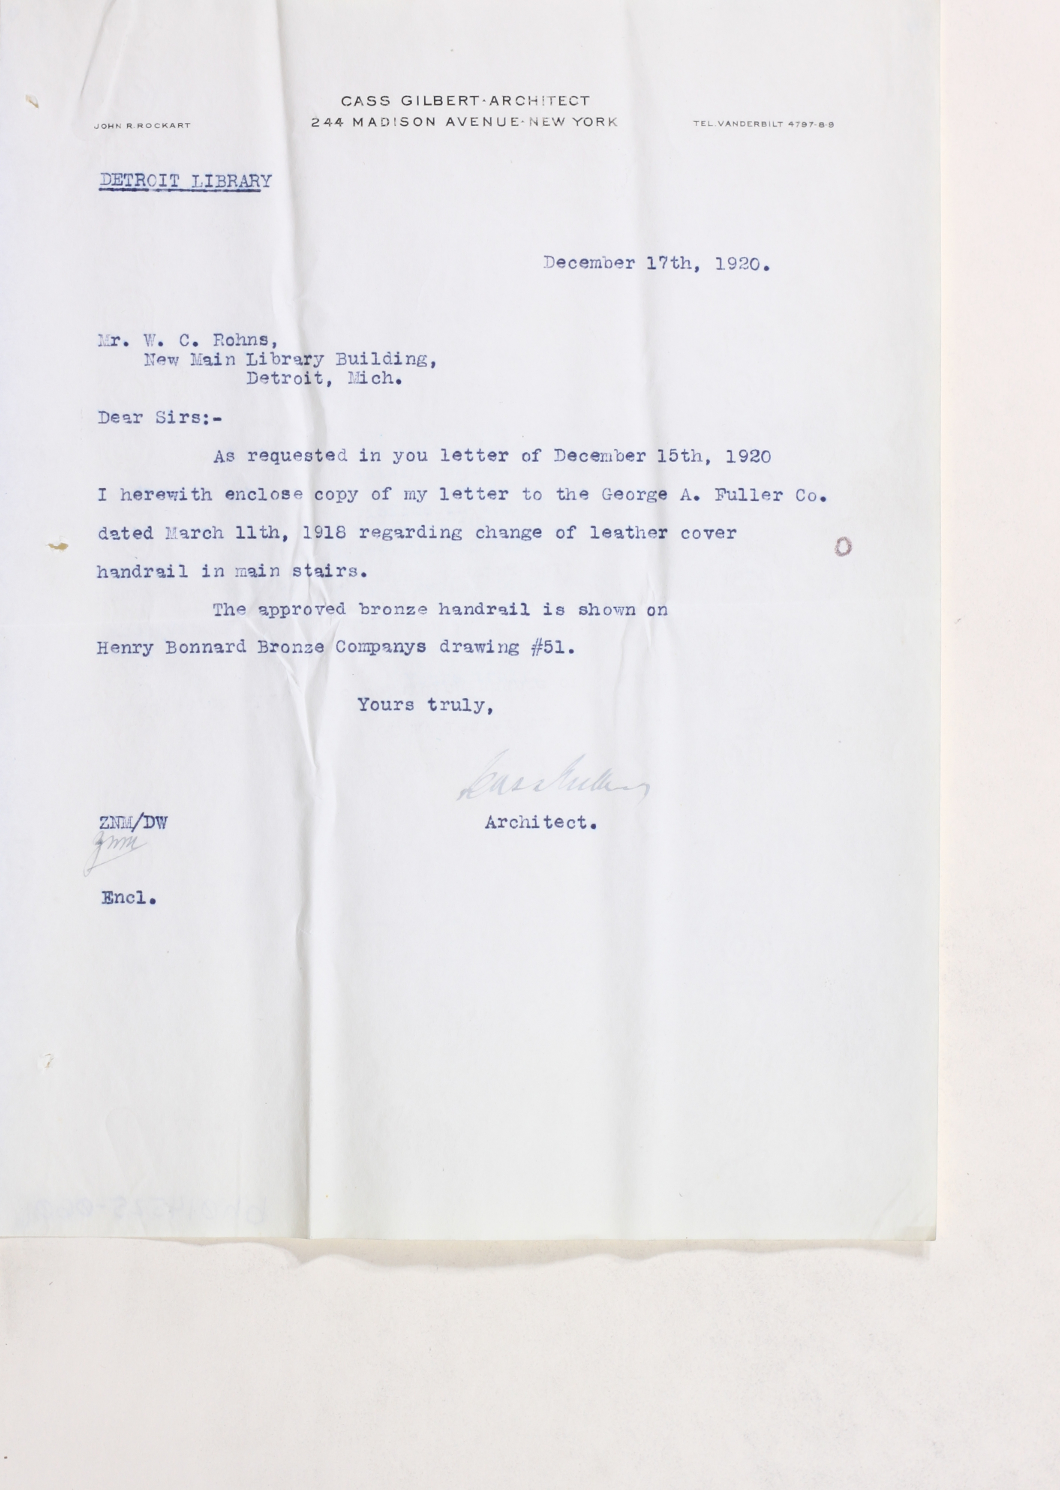 CASS GILBERT·ARCHITECT
244 MADISON AVENUE·NEW YORK
JOHN R. ROCKART
TEL. VANDERBILT 4797-8-9
DETROIT LIBRARY
December 17th, 1920.
Mr. W. C. Rohns,
New Main Library Building,
Detroit, Mich.
Dear Sirs:-
As requested in you letter of December 15th, 1920
I herewith enclose copy of my letter to the George A. Fuller Co.
dated March 11th, 1918 regarding change of leather cover
handrail in main stairs.
The approved bronze handrail is shown on
Henry Bonnard Bronze Companys drawing #51.
Yours truly,
Cass Gilbert
Architect.
ZNM/DW
znm
Encl.